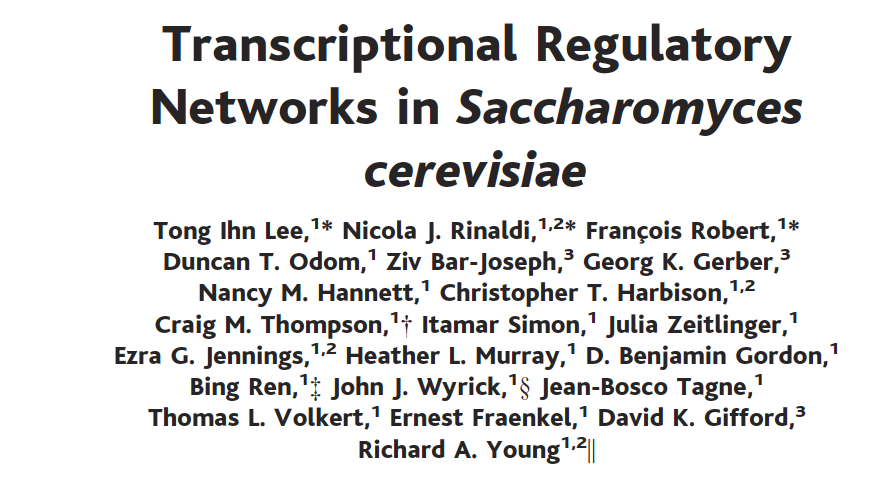 Transcriptional Regulatory
Networks in Saccharomyces
cerevisiae
Tong Ihn Lee,¹* Nicola J. Rinaldi,¹,²* François Robert,¹*
Duncan T. Odom,¹ Ziv Bar-Joseph,³ Georg K. Gerber,³
Nancy M. Hannett,¹ Christopher T. Harbison,¹,²
Craig M. Thompson,¹† Itamar Simon,¹ Julia Zeitlinger,¹
Ezra G. Jennings,¹,² Heather L. Murray,¹ D. Benjamin Gordon,¹
Bing Ren,¹‡ John J. Wyrick,¹§ Jean-Bosco Tagne,¹
Thomas L. Volkert,¹ Ernest Fraenkel,¹ David K. Gifford,³
Richard A. Young¹,²∥